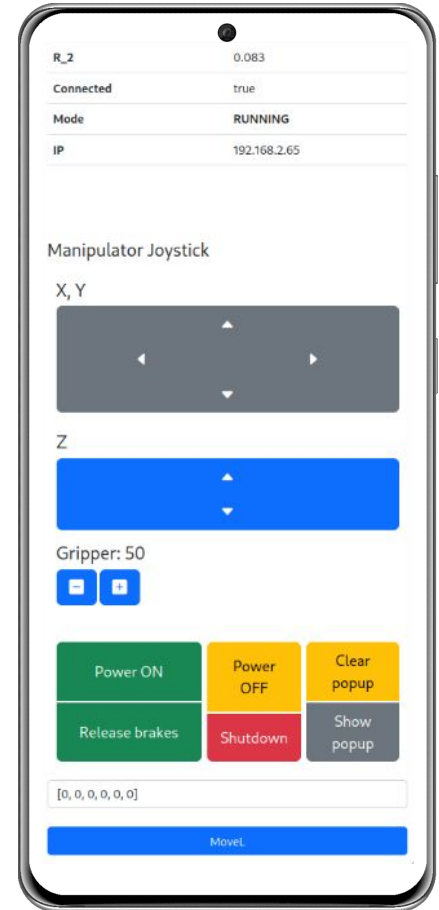 R_2 0.083
Connected true
Mode RUNNING
IP 192.168.2.65
Manipulator Joystick
X, Y
Z
Gripper: 50
Power ON
Release brakes
Power
OFF
Shutdown
Clear
popup
Show
popup
[0, 0, 0, 0, 0, 0]
MoveL